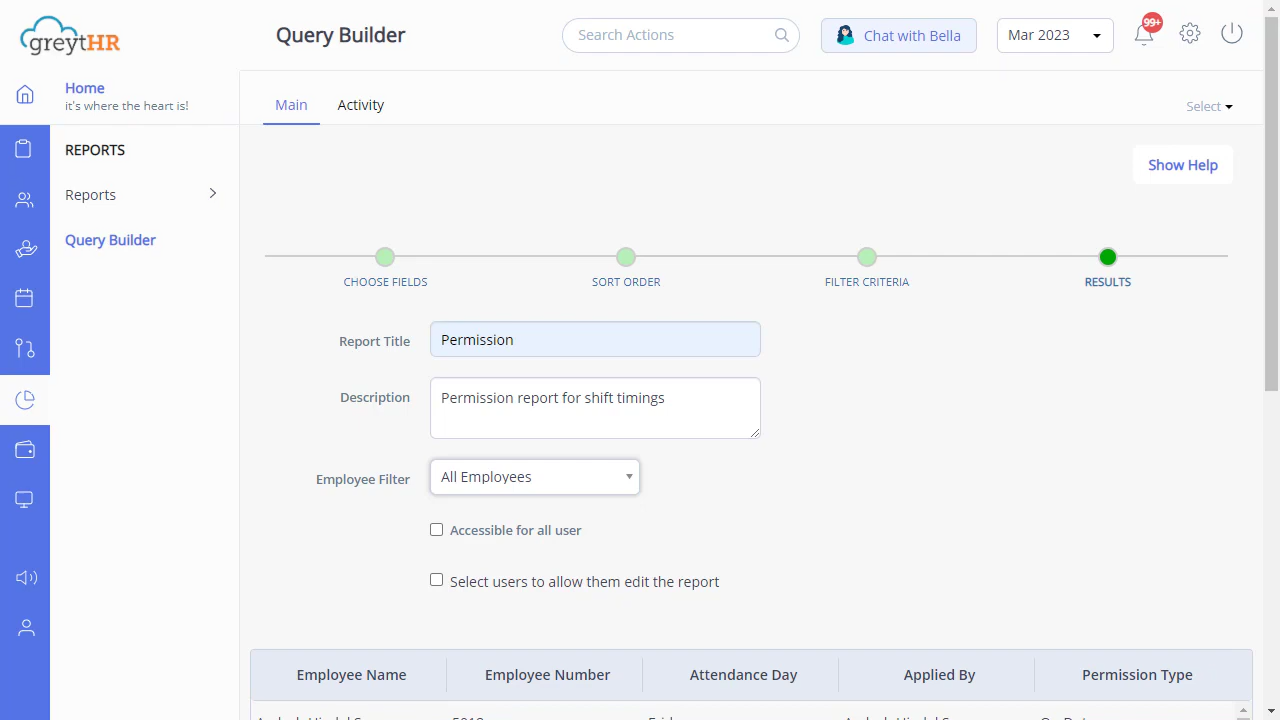 greytHR
Query Builder
Search Actions
Chat with Bella
Mar 2023
99+
Home
it's where the heart is!
Main
Activity
Select
REPORTS
Reports
Query Builder
Show Help
CHOOSE FIELDS
SORT ORDER
FILTER CRITERIA
RESULTS
Report Title
Permission
Description
Permission report for shift timings
Employee Filter
All Employees
Accessible for all user
Select users to allow them edit the report
Employee Name
Employee Number
Attendance Day
Applied By
Permission Type